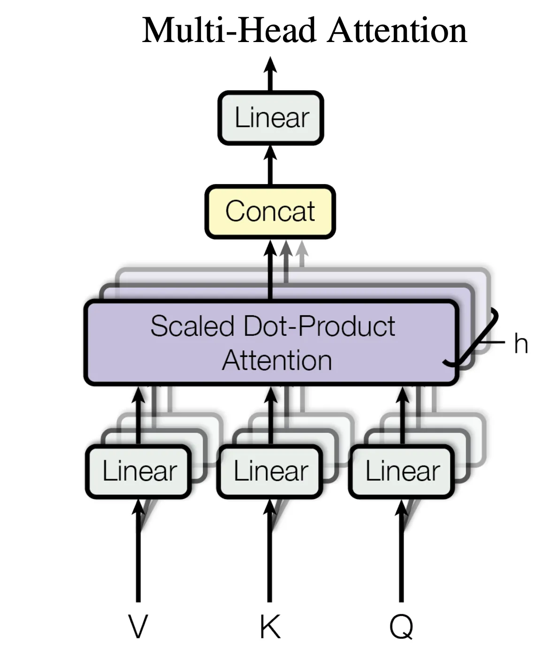 Multi-Head Attention
Linear
Concat
Scaled Dot-Product
Attention
h
Linear Linear Linear
V K Q